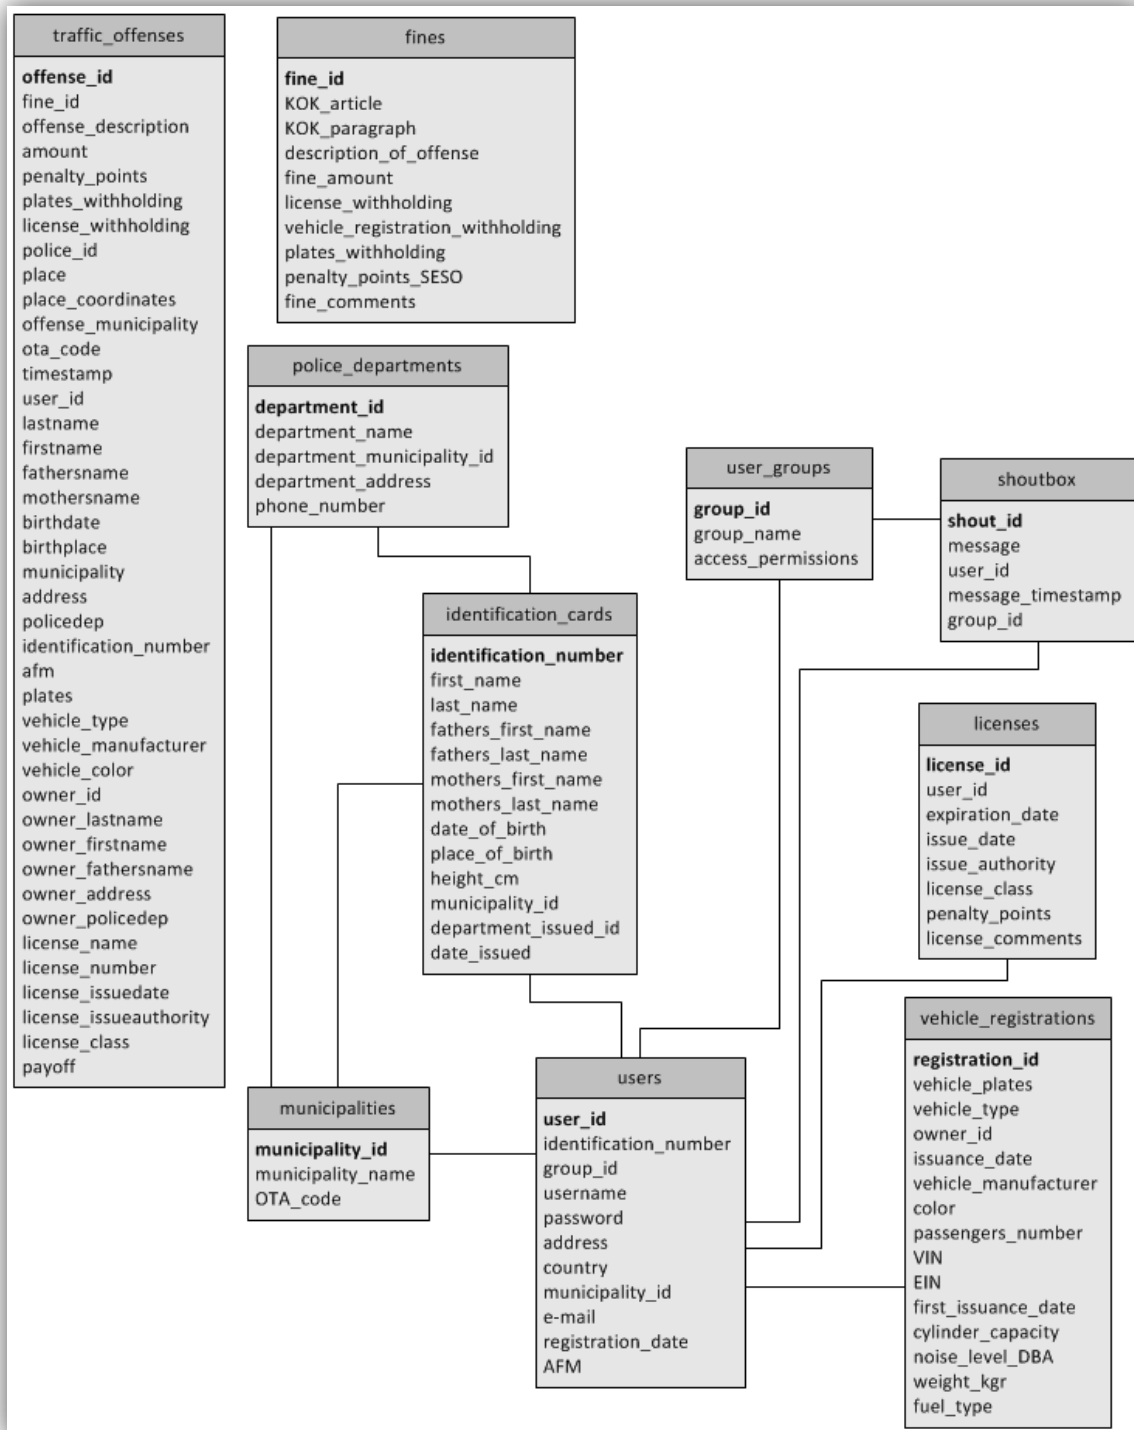 traffic_offenses
offense_id
fine_id
offense_description
amount
penalty_points
plates_withholding
license_withholding
police_id
place
place_coordinates
offense_municipality
ota_code
timestamp
user_id
lastname
firstname
fathersname
mothersname
birthdate
birthplace
municipality
address
policedep
identification_number
afm
plates
vehicle_type
vehicle_manufacturer
vehicle_color
owner_id
owner_lastname
owner_firstname
owner_fathersname
owner_address
owner_policedep
license_name
license_number
license_issuedate
license_issueauthority
license_class
payoff
fines
fine_id
KOK_article
KOK_paragraph
description_of_offense
fine_amount
license_withholding
vehicle_registration_withholding
plates_withholding
penalty_points_SESO
fine_comments
police_departments
department_id
department_name
department_municipality_id
department_address
phone_number
user_groups
group_id
group_name
access_permissions
shoutbox
shout_id
message
user_id
message_timestamp
group_id
identification_cards
identification_number
first_name
last_name
fathers_first_name
fathers_last_name
mothers_first_name
mothers_last_name
date_of_birth
place_of_birth
height_cm
municipality_id
department_issued_id
date_issued
licenses
license_id
user_id
expiration_date
issue_date
issue_authority
license_class
penalty_points
license_comments
municipalities
municipality_id
municipality_name
OTA_code
users
user_id
identification_number
group_id
username
password
address
country
municipality_id
e-mail
registration_date
AFM
vehicle_registrations
registration_id
vehicle_plates
vehicle_type
owner_id
issuance_date
vehicle_manufacturer
color
passengers_number
VIN
EIN
first_issuance_date
cylinder_capacity
noise_level_DBA
weight_kgr
fuel_type